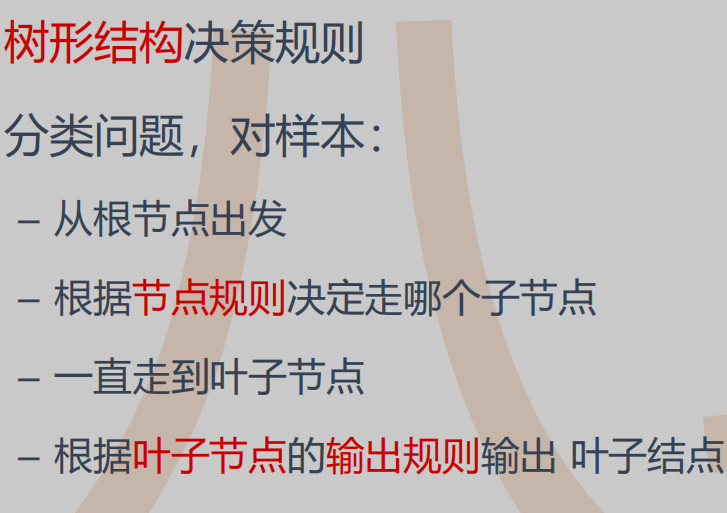 树形结构决策规则
分类问题，对样本：
– 从根节点出发
– 根据节点规则决定走哪个子节点
– 一直走到叶子节点
– 根据叶子节点的输出规则输出 叶子结点